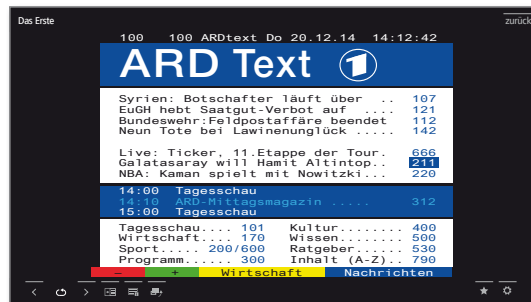 Das Erste
zurück
100 100 ARDtext Do 20.12.14 14:12:42
ARD Text 1
Syrien: Botschafter läuft über .. 107
EuGH hebt Saatgut-Verbot auf .... 121
Bundeswehr:Feldpostaffäre beendet 112
Neun Tote bei Lawinenunglück ..... 142
Live: Ticker, 11.Etappe der Tour. 666
Galatasaray will Hamit Altintop.. 211
NBA: Kaman spielt mit Nowitzki... 220
14:00 Tagesschau
14:10 ARD-Mittagsmagazin ..... 312
15:00 Tagesschau
Tagesschau.... 101 Kultur........ 400
Wirtschaft.... 170 Wissen........ 500
Sport..... 200/600 Ratgeber...... 530
Programm...... 300 Inhalt (A-Z).. 790
− + Wirtschaft Nachrichten